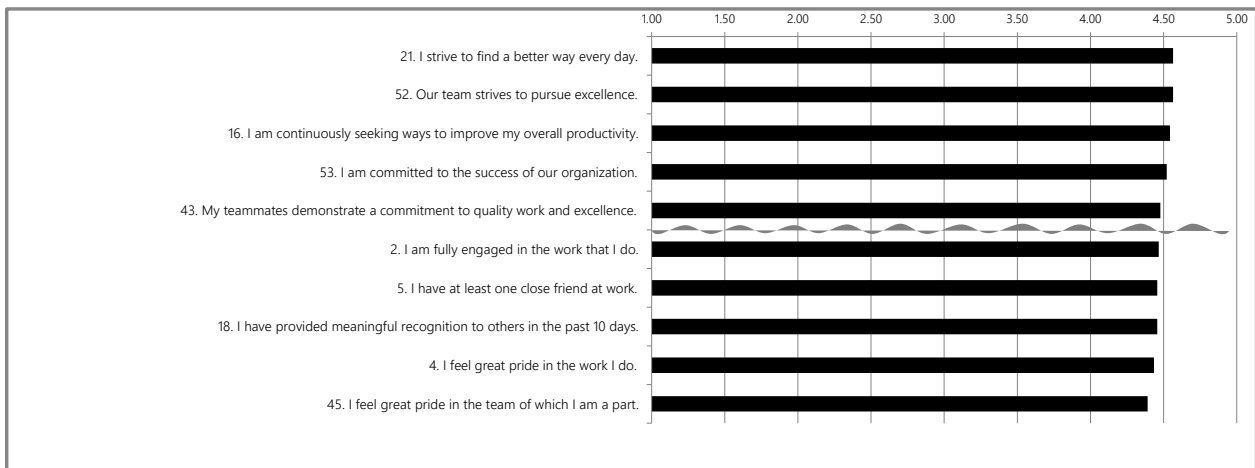 1.00 1.50 2.00 2.50 3.00 3.50 4.00 4.50 5.00
21. I strive to find a better way every day.
52. Our team strives to pursue excellence.
16. I am continuously seeking ways to improve my overall productivity.
53. I am committed to the success of our organization.
43. My teammates demonstrate a commitment to quality work and excellence.
2. I am fully engaged in the work that I do.
5. I have at least one close friend at work.
18. I have provided meaningful recognition to others in the past 10 days.
4. I feel great pride in the work I do.
45. I feel great pride in the team of which I am a part.